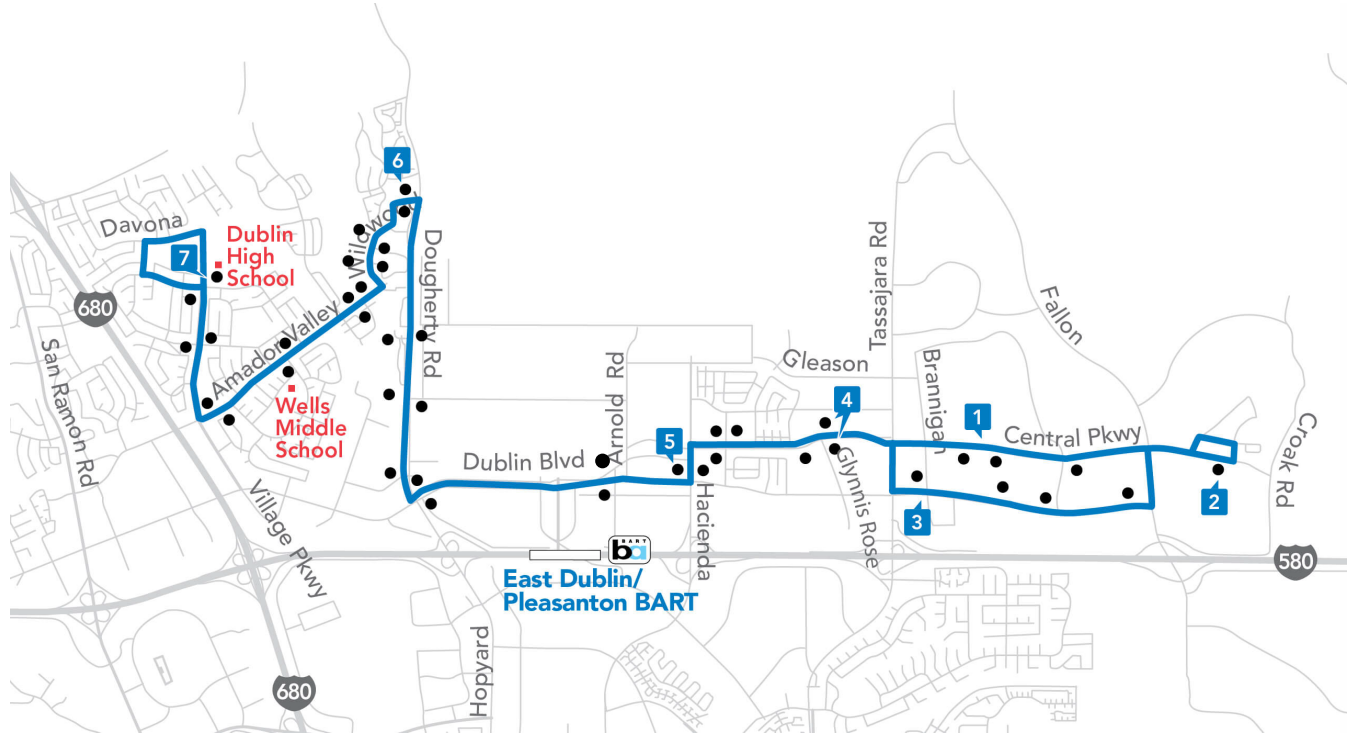 6
Davona
Dublin
High
School
7
Wildwood
Dougherty Rd
680
San Ramon Rd
Amador Valley
Wells
Middle
School
Village Pkwy
Dublin Blvd
Arnold Rd
5
Hacienda
Gleason
4
Glynnis Rose
Tassajara Rd
Brannigan
Fallon
1
Central Pkwy
3
2
Croak Rd
580
BART
ba
East Dublin/
Pleasanton BART
Hopyard
680